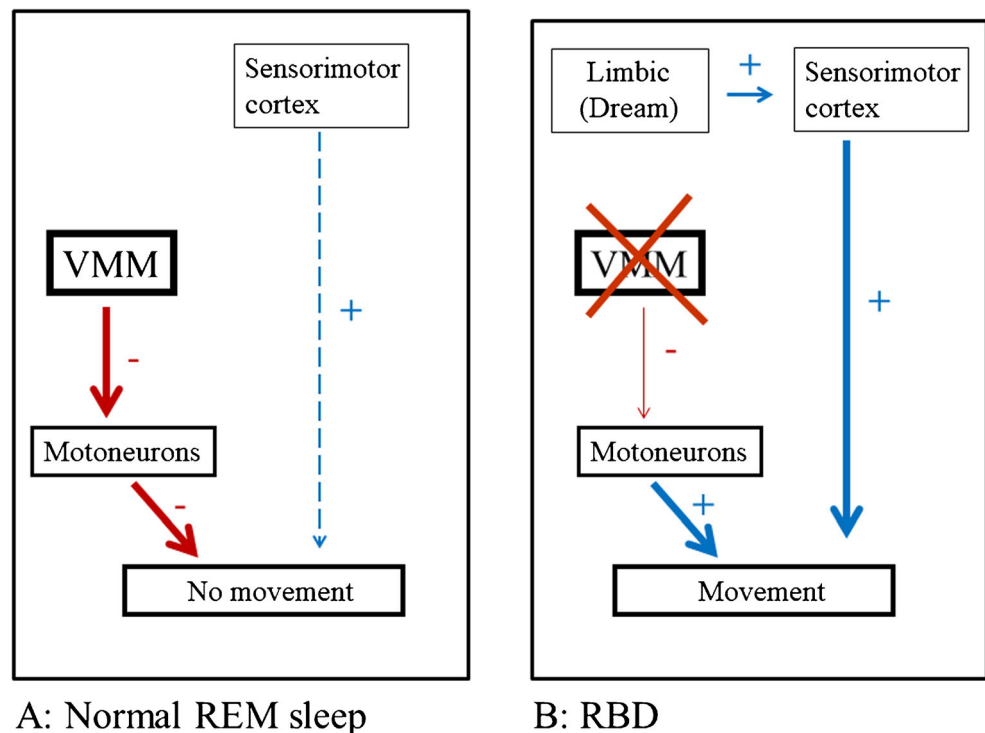 Sensorimotor
cortex
VMM
+
-
Motoneurons
-
No movement
A: Normal REM sleep
Limbic
(Dream)
+
Sensorimotor
cortex
VMM
+
-
Motoneurons
+
Movement
B: RBD